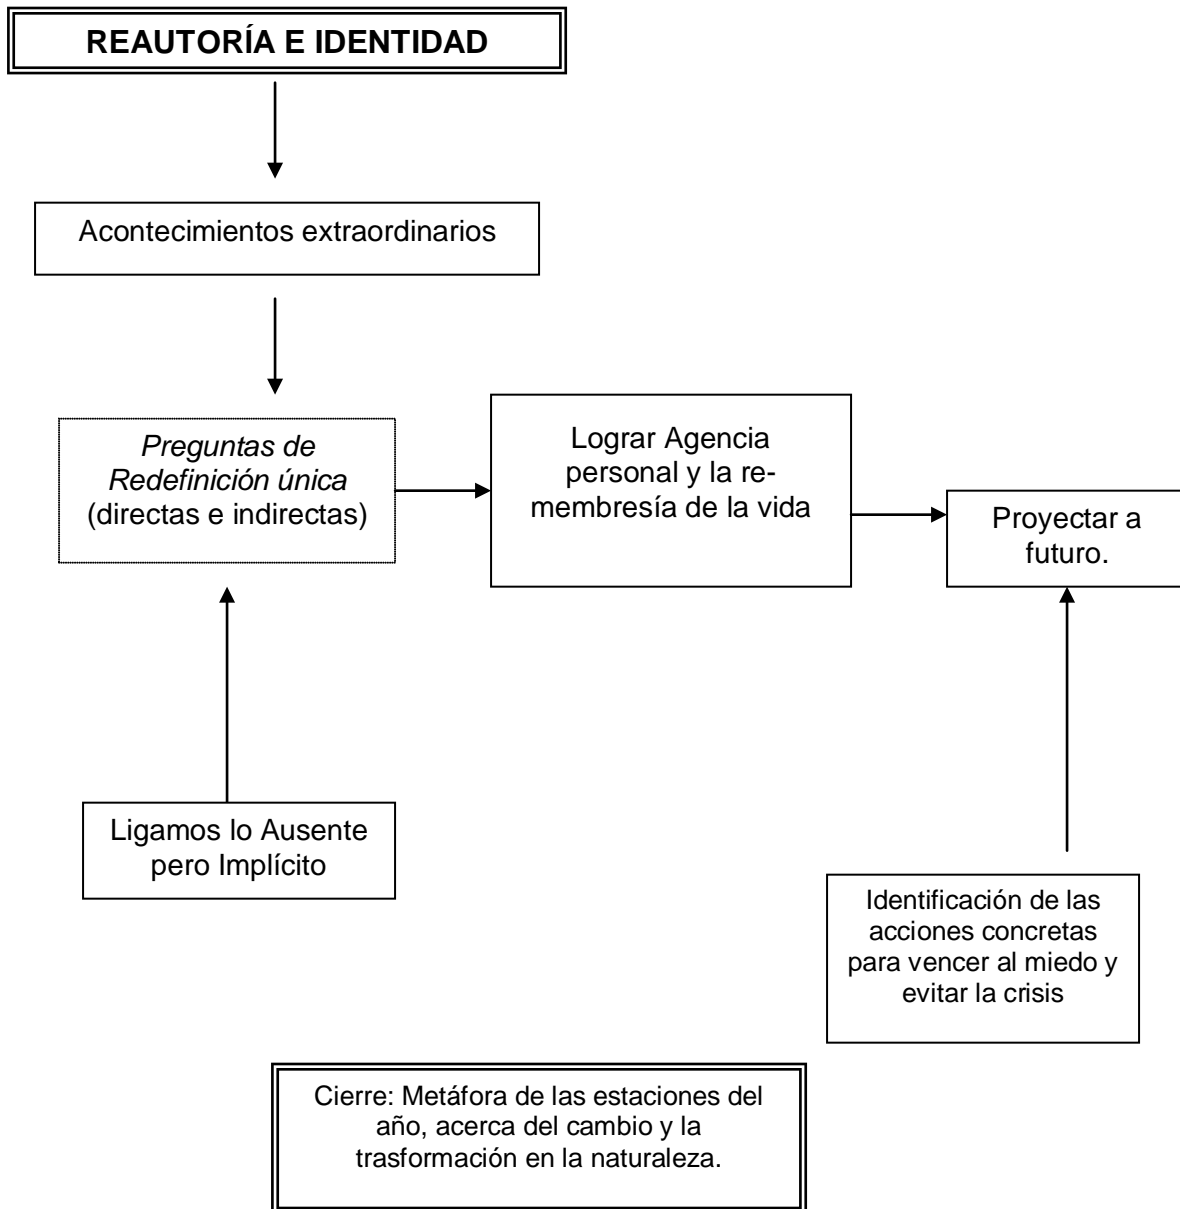 REAUTORÍA E IDENTIDAD
Acontecimientos extraordinarios
Preguntas de
Redefinición única
(directas e indirectas)
Lograr Agencia
personal y la re-
membresía de la vida
Proyectar a
futuro.
Ligamos lo Ausente
pero Implícito
Identificación de las
acciones concretas
para vencer al miedo y
evitar la crisis
Cierre: Metáfora de las estaciones del
año, acerca del cambio y la
trasformación en la naturaleza.